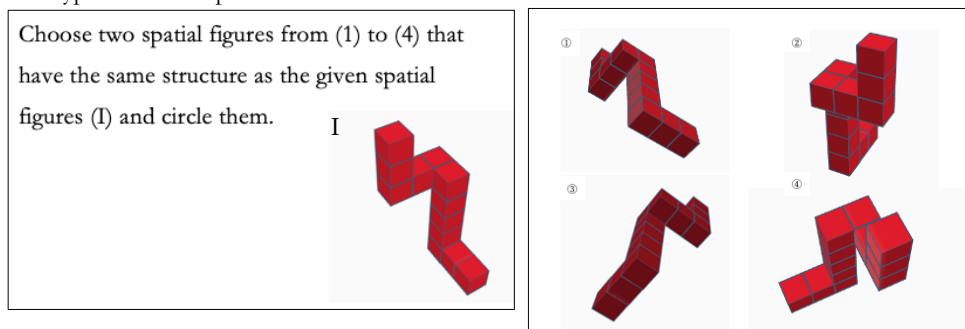 Choose two spatial figures from (1) to (4) that
have the same structure as the given spatial
figures (I) and circle them.
I
①
②
③
④